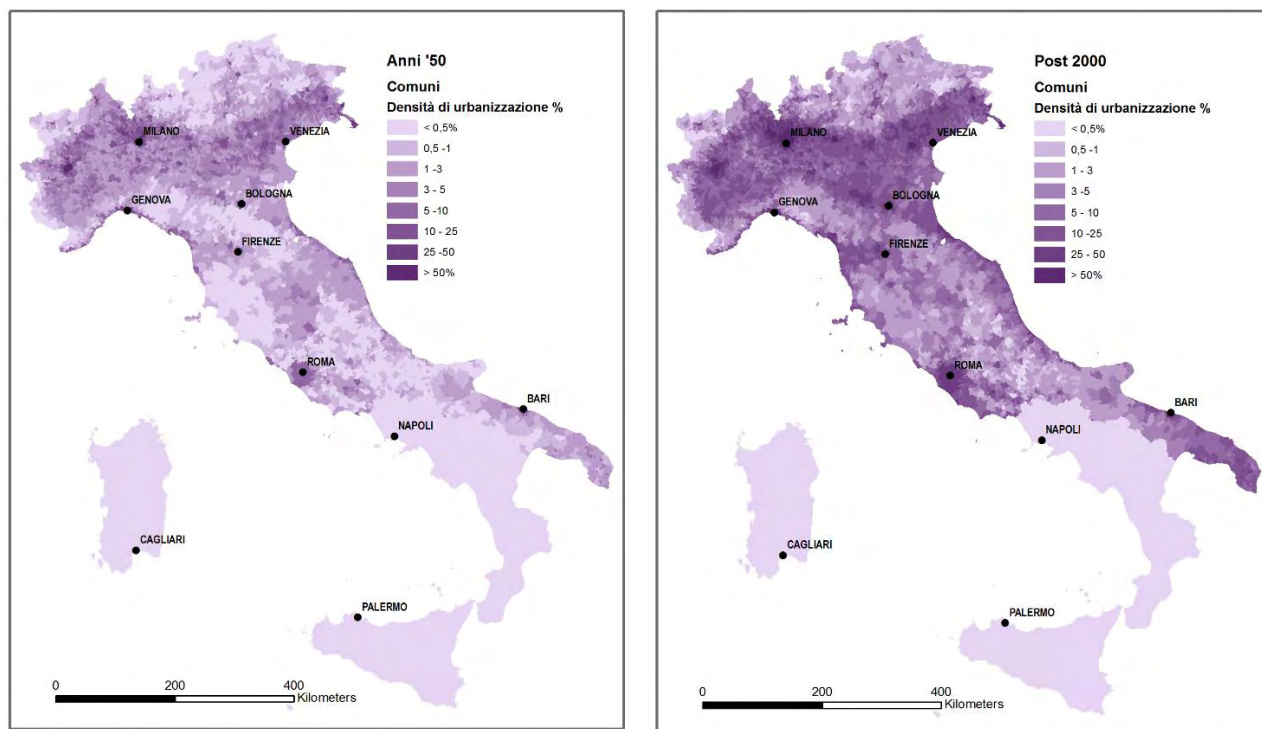 Anni '50
Comuni
Densità di urbanizzazione %
< 0,5%
0,5 -1
1 -3
3 - 5
5 -10
10 - 25
25 -50
> 50%
MILANO
VENEZIA
GENOVA
BOLOGNA
FIRENZE
ROMA
BARI
NAPOLI
CAGLIARI
PALERMO
0 200 400
Kilometers
Post 2000
Comuni
Densità di urbanizzazione %
< 0,5%
0,5 -1
1 - 3
3 -5
5 - 10
10 -25
25 - 50
> 50%
MILANO
VENEZIA
GENOVA
BOLOGNA
FIRENZE
ROMA
BARI
NAPOLI
CAGLIARI
PALERMO
0 200 400
Kilometers